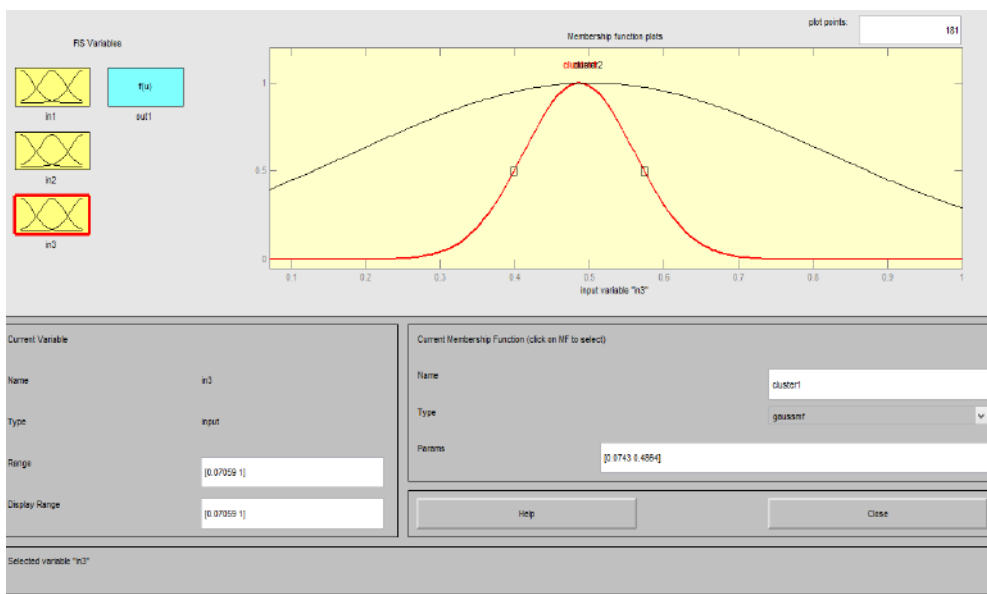 plot points:
181
FIS Variables
Membership function plots
f(u)
in1
out1
in2
in3
cluster2
1
0.5
0
0.1
0.2
0.3
0.4
0.5
0.6
0.7
0.8
0.9
1
input variable "in3"
Current Variable
Current Membership Function (click on MF to select)
Name
in3
Name
cluster1
Type
input
Type
gaussmf
Range
[0.07059 1]
Params
[0.0743 0.4864]
Display Range
[0.07059 1]
Help
Close
Selected variable "in3"